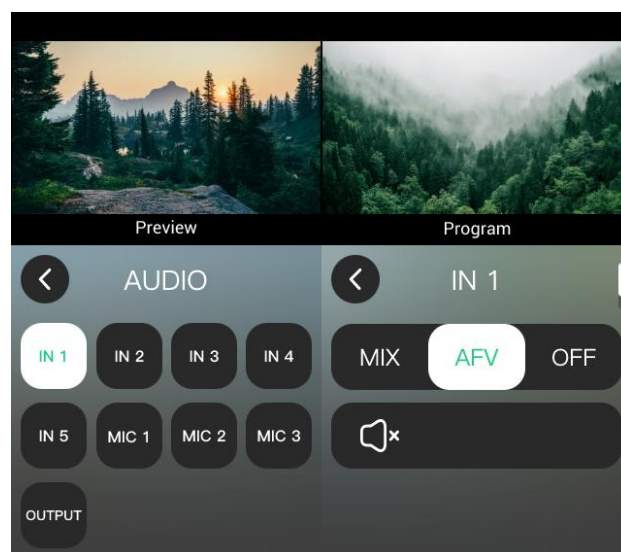 Preview
Program
AUDIO
IN 1
IN 2
IN 3
IN 4
IN 5
MIC 1
MIC 2
MIC 3
OUTPUT
IN 1
MIX
AFV
OFF